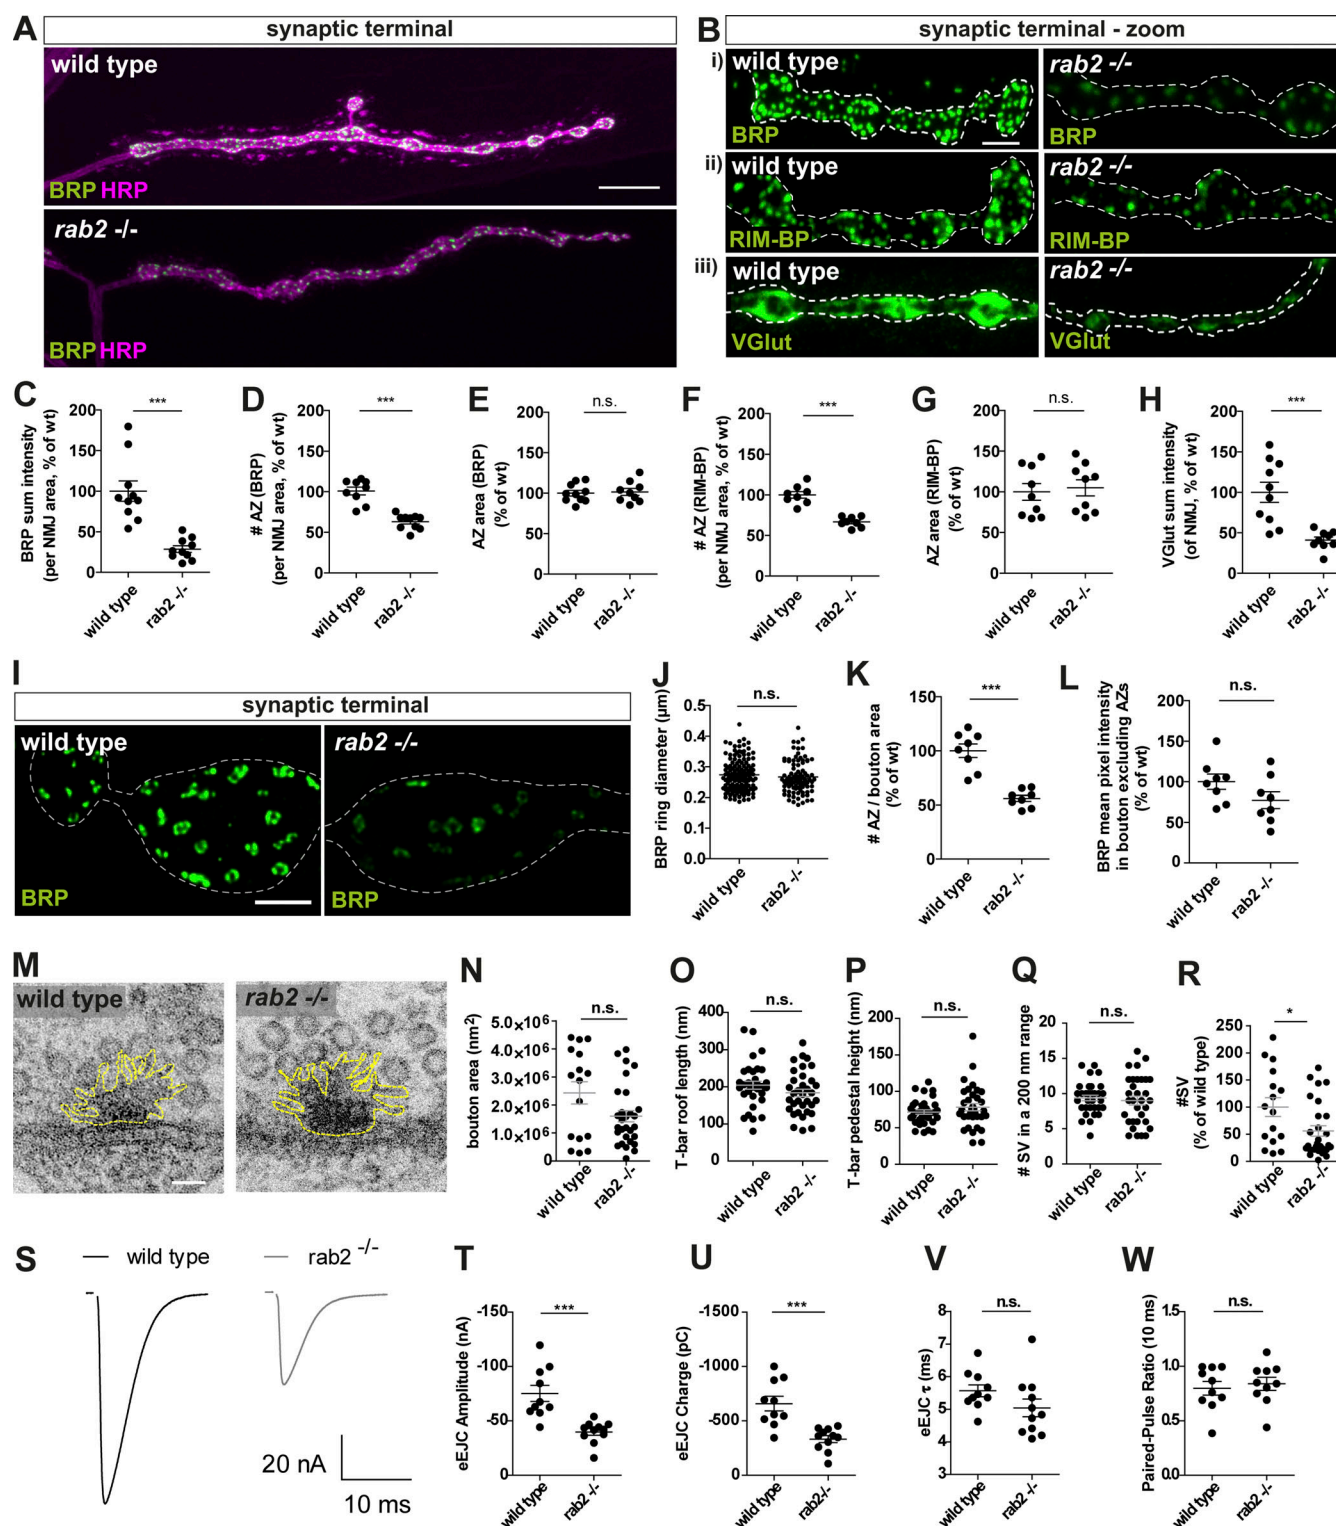 A
synaptic terminal
wild type
BRP HRP
rab2 -/-
BRP HRP
B
synaptic terminal - zoom
i)
wild type
BRP
rab2 -/-
BRP
ii)
wild type
RIM-BP
rab2 -/-
RIM-BP
iii)
wild type
VGlut
rab2 -/-
VGlut
C
BRP sum intensity
(per NMJ area, % of wt)
200
150
100
50
0
***
wild type
rab2 -/-
D
# AZ (BRP)
(per NMJ area, % of wt)
200
150
100
50
0
***
wild type
rab2 -/-
E
AZ area (BRP)
(% of wt)
200
150
100
50
0
n.s.
wild type
rab2 -/-
F
# AZ (RIM-BP)
(per NMJ area, % of wt)
200
150
100
50
0
***
wild type
rab2 -/-
G
AZ area (RIM-BP)
(% of wt)
200
150
100
50
0
n.s.
wild type
rab2 -/-
H
VGlut sum intensity
(of NMJ, % of wt)
200
150
100
50
0
***
wild type
rab2 -/-
I
synaptic terminal
wild type
BRP
rab2 -/-
BRP
J
BRP ring diameter (µm)
0.5
0.4
0.3
0.2
0.1
0.0
n.s.
wild type
rab2 -/-
K
# AZ / bouton area
(% of wt)
150
100
50
0
***
wild type
rab2 -/-
L
BRP mean pixel intensity
in bouton excluding AZs
(% of wt)
200
150
100
50
0
n.s.
wild type
rab2 -/-
M
wild type
rab2 -/-
N
bouton area (nm²)
5.0×10⁶
4.0×10⁶
3.0×10⁶
2.0×10⁶
1.0×10⁶
0
n.s.
wild type
rab2 -/-
O
T-bar roof length (nm)
400
300
200
100
0
n.s.
wild type
rab2 -/-
P
T-bar pedestal height (nm)
200
150
100
50
0
n.s.
wild type
rab2 -/-
Q
# SV in a 200 nm range
20
15
10
5
0
n.s.
wild type
rab2 -/-
R
#SV
(% of wild type)
250
200
150
100
50
0
*
wild type
rab2 -/-
S
wild type
rab2 -/-
20 nA
10 ms
T
eEJC Amplitude (nA)
-150
-100
-50
0
***
wild type
rab2 -/-
U
eEJC Charge (pC)
-1500
-1000
-500
0
***
wild type
rab2-/-
V
eEJC τ (ms)
8
7
6
5
4
3
n.s.
wild type
rab2 -/-
W
Paired-Pulse Ratio (10 ms)
1.5
1.0
0.5
0.0
n.s.
wild type
rab2 -/-